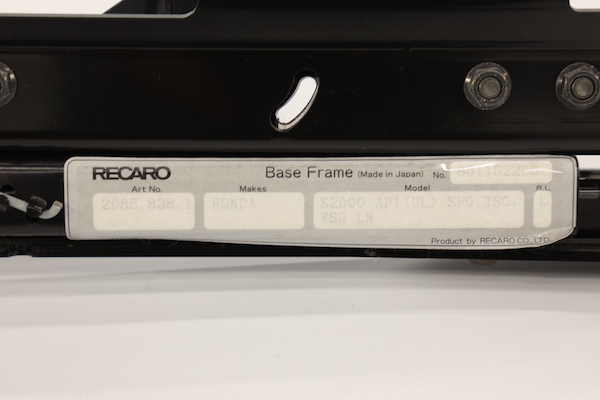 RECARO Base Frame (Made in Japan) No.
Art No. Makes Model R.L
2085.838.1 HONDA S2000 AP1(UL) SPG.TSG.
RSG LH
Product by RECARO CO.,LTD.